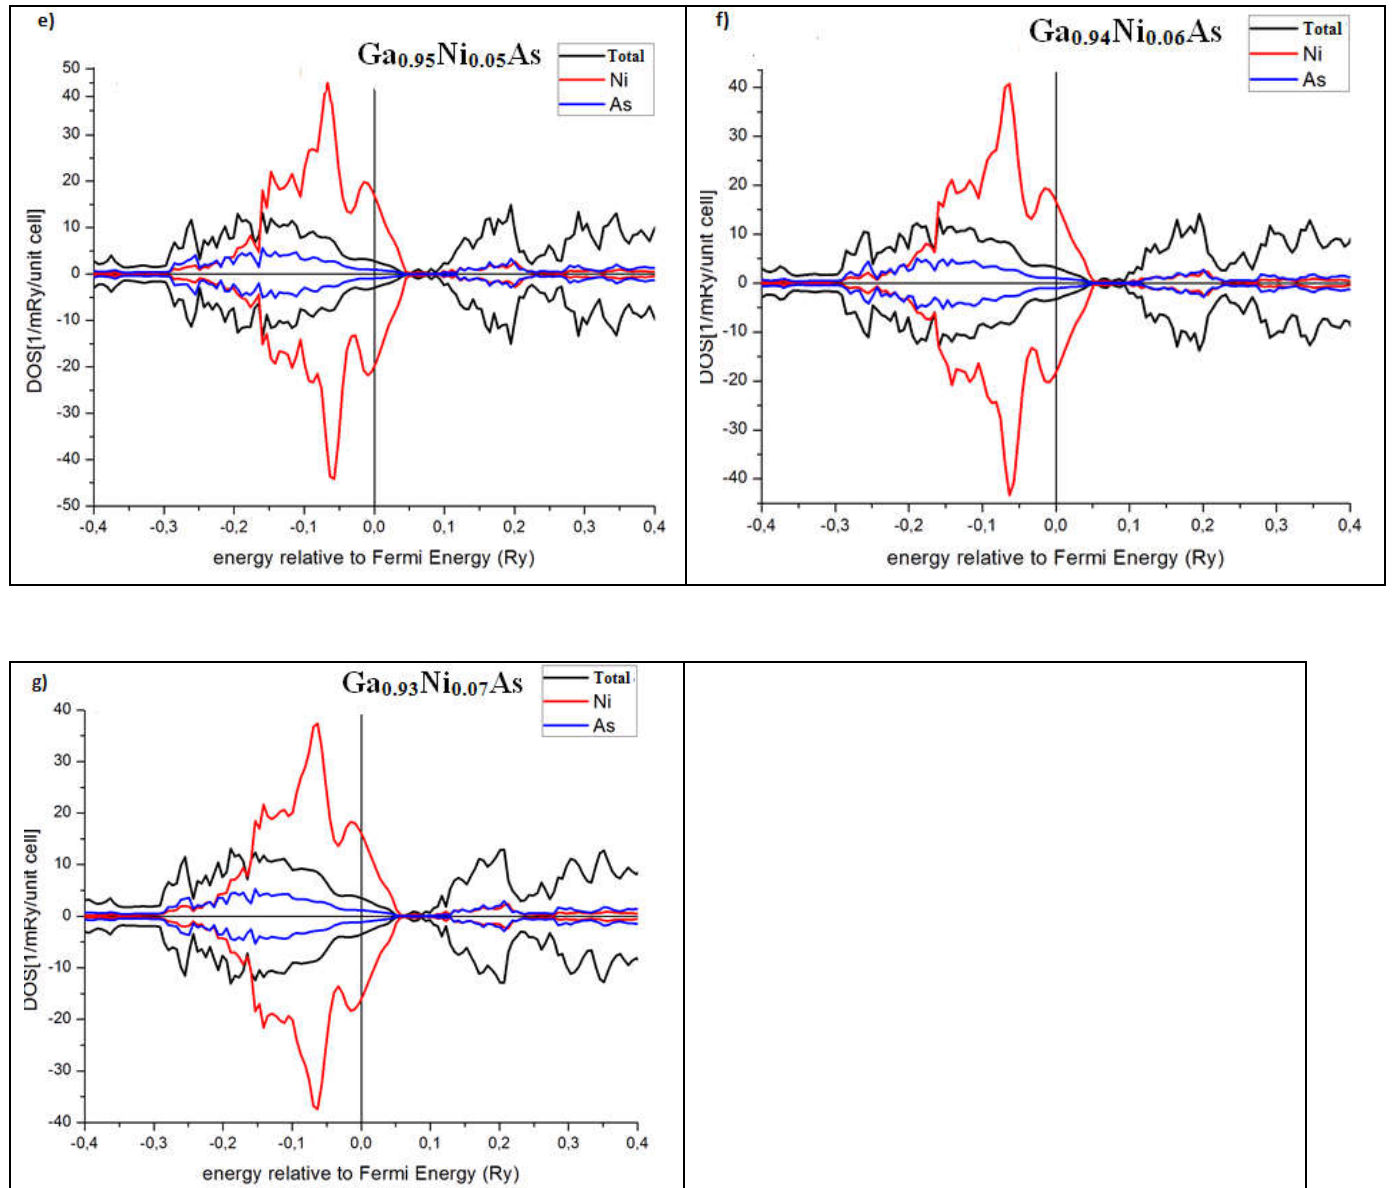 e)
Ga0.95Ni0.05As
Total
Ni
As
50
40
30
20
10
0
-10
-20
-30
-40
-50
DOS[1/mRy/unit cell]
-0,4 -0,3 -0,2 -0,1 0,0 0,1 0,2 0,3 0,4
energy relative to Fermi Energy (Ry)
f)
Ga0.94Ni0.06As
Total
Ni
As
40
30
20
10
0
-10
-20
-30
-40
DOS[1/mRy/unit cell]
-0,4 -0,3 -0,2 -0,1 0,0 0,1 0,2 0,3 0,4
energy relative to Fermi Energy (Ry)
g)
Ga0.93Ni0.07As
Total
Ni
As
40
30
20
10
0
-10
-20
-30
-40
DOS[1/mRy/unit cell]
-0,4 -0,3 -0,2 -0,1 0,0 0,1 0,2 0,3 0,4
energy relative to Fermi Energy (Ry)